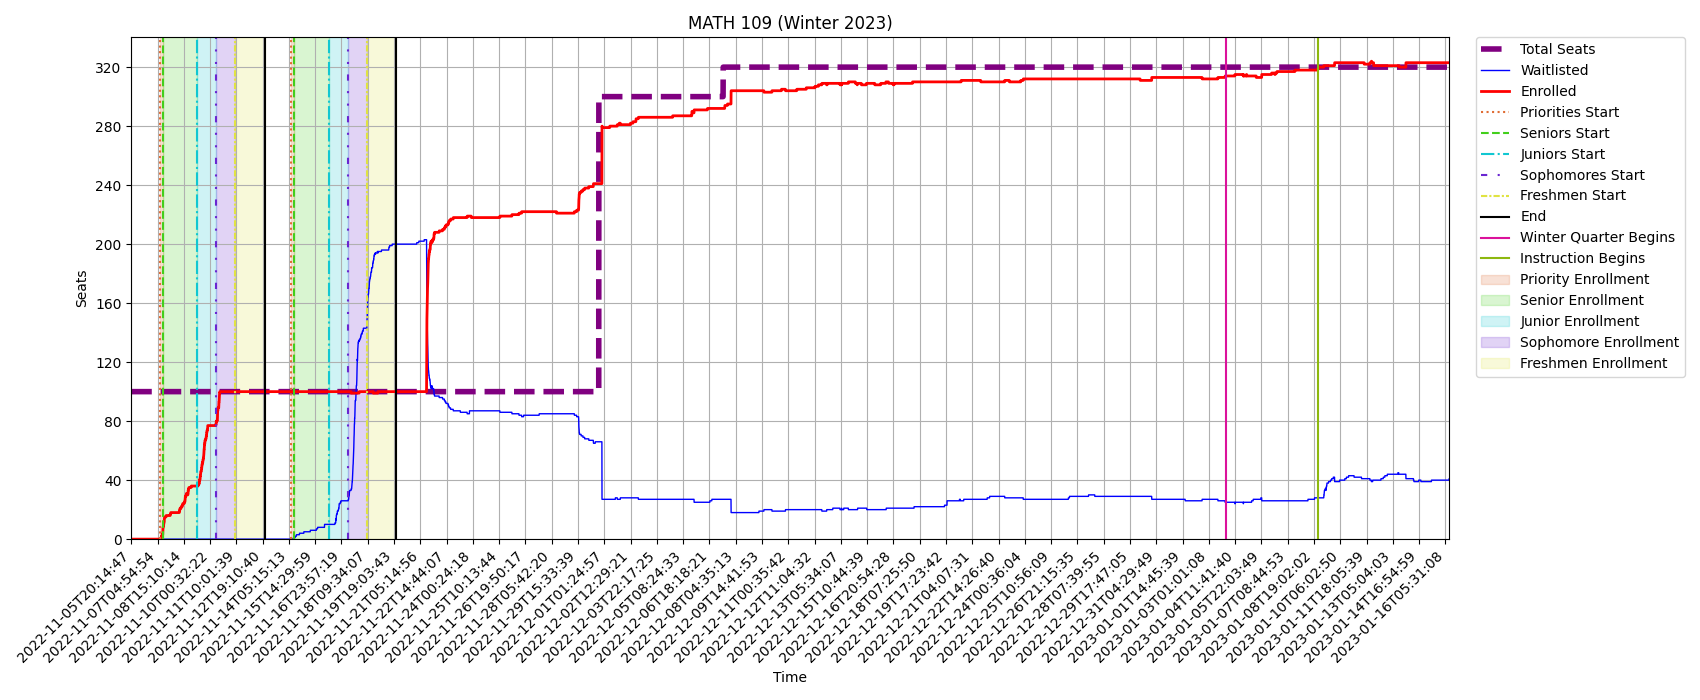 MATH 109 (Winter 2023)
Seats
320
280
240
200
160
120
80
40
0
2022-11-05T20:14:47
2022-11-07T04:54:54
2022-11-08T15:10:14
2022-11-10T00:32:22
2022-11-11T10:01:39
2022-11-12T19:10:40
2022-11-14T05:15:13
2022-11-15T14:29:59
2022-11-16T23:57:19
2022-11-18T09:34:07
2022-11-19T19:03:43
2022-11-21T05:14:56
2022-11-22T14:44:07
2022-11-24T00:24:18
2022-11-25T10:13:44
2022-11-26T19:50:17
2022-11-28T05:42:20
2022-11-29T15:33:39
2022-12-01T01:24:57
2022-12-02T12:29:21
2022-12-03T22:17:25
2022-12-05T08:24:33
2022-12-06T18:18:21
2022-12-08T04:35:13
2022-12-09T14:41:53
2022-12-11T00:35:42
2022-12-12T11:04:32
2022-12-13T05:34:07
2022-12-15T10:44:39
2022-12-16T20:54:28
2022-12-18T07:25:50
2022-12-19T17:23:42
2022-12-21T04:07:31
2022-12-22T14:26:40
2022-12-24T00:36:04
2022-12-25T10:56:09
2022-12-26T21:15:35
2022-12-28T07:39:55
2022-12-29T17:47:05
2022-12-31T04:29:49
2023-01-01T14:45:39
2023-01-03T01:01:08
2023-01-04T11:41:40
2023-01-05T22:03:49
2023-01-07T08:44:53
2023-01-08T19:02:02
2023-01-10T06:02:50
2023-01-11T18:05:39
2023-01-13T05:04:03
2023-01-14T16:54:59
2023-01-16T05:31:08
Time
Total Seats
Waitlisted
Enrolled
Priorities Start
Seniors Start
Juniors Start
Sophomores Start
Freshmen Start
End
Winter Quarter Begins
Instruction Begins
Priority Enrollment
Senior Enrollment
Junior Enrollment
Sophomore Enrollment
Freshmen Enrollment